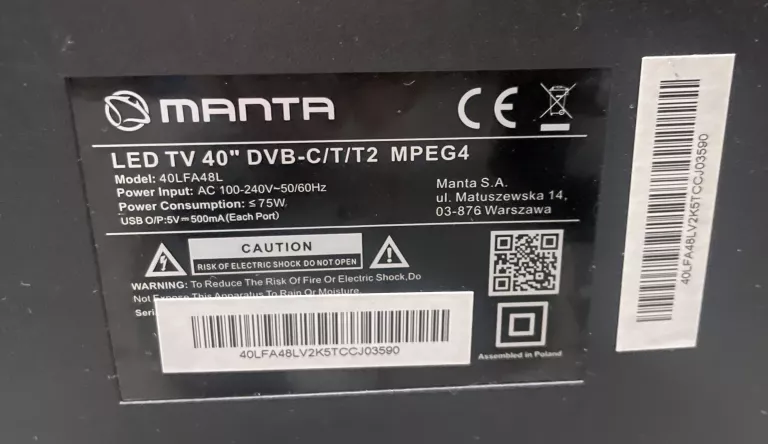 MANTA
CE
LED TV 40" DVB-C/T/T2 MPEG4
Model: 40LFA48L
Power Input: AC 100-240V~50/60Hz
Power Consumption: ≤75W
USB O/P:5V⎓500mA(Each Port)
Manta S.A.
ul. Matuszewska 14,
03-876 Warszawa
CAUTION
RISK OF ELECTRIC SHOCK DO NOT OPEN
WARNING: To Reduce The Risk Of Fire Or Electric Shock,Do
Not Expose This Apparatus To Rain Or Moisture.
40LFA48LV2K5TCCJ03590
Assembled in Poland
40LFA48LV2K5TCCJ03590